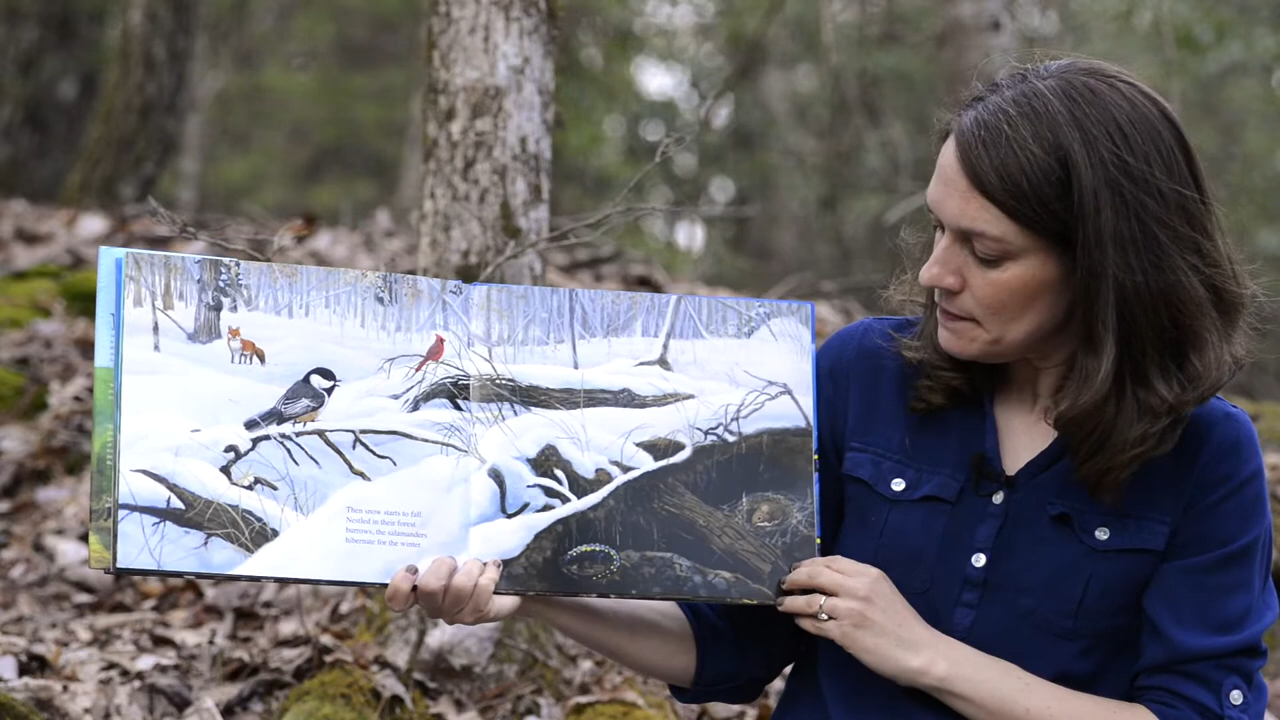 Then snow starts to fall.
Nestled in their forest
burrows, the salamanders
hibernate for the winter.